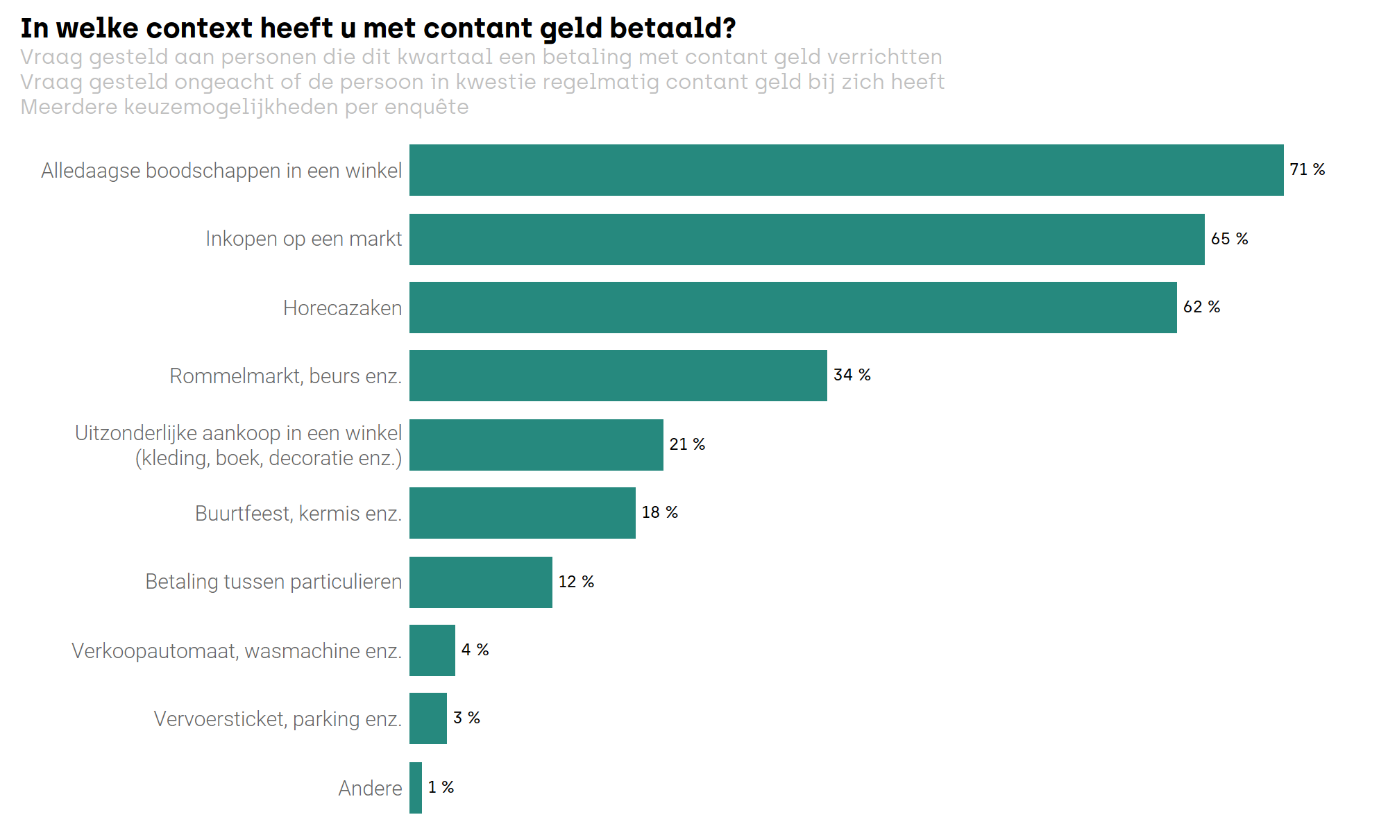 In welke context heeft u met contant geld betaald?
Vraag gesteld aan personen die dit kwartaal een betaling met contant geld verrichtten
Vraag gesteld ongeacht of de persoon in kwestie regelmatig contant geld bij zich heeft
Meerdere keuzemogelijkheden per enquête
Alledaagse boodschappen in een winkel 71 %
Inkopen op een markt 65 %
Horecazaken 62 %
Rommelmarkt, beurs enz. 34 %
Uitzonderlijke aankoop in een winkel
(kleding, boek, decoratie enz.) 21 %
Buurtfeest, kermis enz. 18 %
Betaling tussen particulieren 12 %
Verkoopautomaat, wasmachine enz. 4 %
Vervoersticket, parking enz. 3 %
Andere 1 %